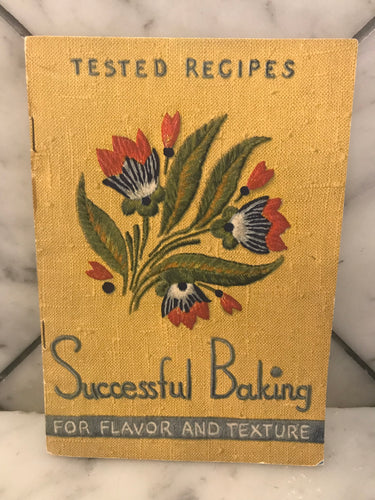 TESTED RECIPES
Successful Baking
FOR FLAVOR AND TEXTURE